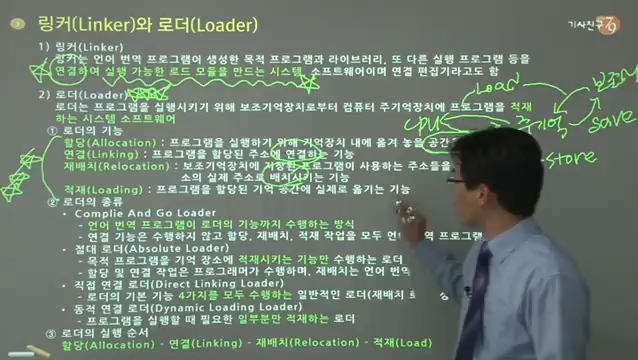 링커(Linker)와 로더(Loader)
기사친구
1) 링커(Linker)
링커는 언어 번역 프로그램이 생성한 목적 프로그램과 라이브러리, 또 다른 실행 프로그램 등을
연결하여 실행 가능한 로드 모듈을 만드는 시스템 소프트웨어이며 연결 편집기라고도 함
Load
2) 로더(Loader)
로더는 프로그램을 실행시키기 위해 보조기억장치로부터 컴퓨터 주기억장치에 프로그램을 적재
하는 시스템 소프트웨어
CPU
주기억
save
① 로더의 기능
할당(Allocation) : 프로그램을 실행하기 위해 기억장치 내에 옮겨 놓을 공간
연결(Linking) : 프로그램을 할당된 주소에 연결하는 기능
store
재배치(Relocation) : 보조기억장치에 저장된 프로그램이 사용하는 주소들을
소의 실제 주소로 배치시키는 기능
적재(Loading) : 프로그램을 할당된 기억 공간에 실제로 옮기는 기능
② 로더의 종류
• Complie And Go Loader
- 언어 번역 프로그램이 로더의 기능까지 수행하는 방식
- 연결 기능은 수행하지 않고 할당, 재배치, 적재 작업을 모두 언어 프로그램
• 절대 로더(Absolute Loader)
- 목적 프로그램을 기억 장소에 적재시키는 기능만 수행하는 로더
- 할당 및 연결 작업은 프로그래머가 수행하며, 재배치는 언어 번역
• 직접 연결 로더(Direct Linking Loader)
- 로더의 기본 기능 4가지를 모두 수행하는 일반적인 로더(재배치 로
• 동적 연결 로더(Dynamic Loading Loader)
- 프로그램을 실행할 때 필요한 일부분만 적재하는 로더
③ 로더의 실행 순서
할당(Allocation) - 연결(Linking) - 재배치(Relocation) - 적재(Load)